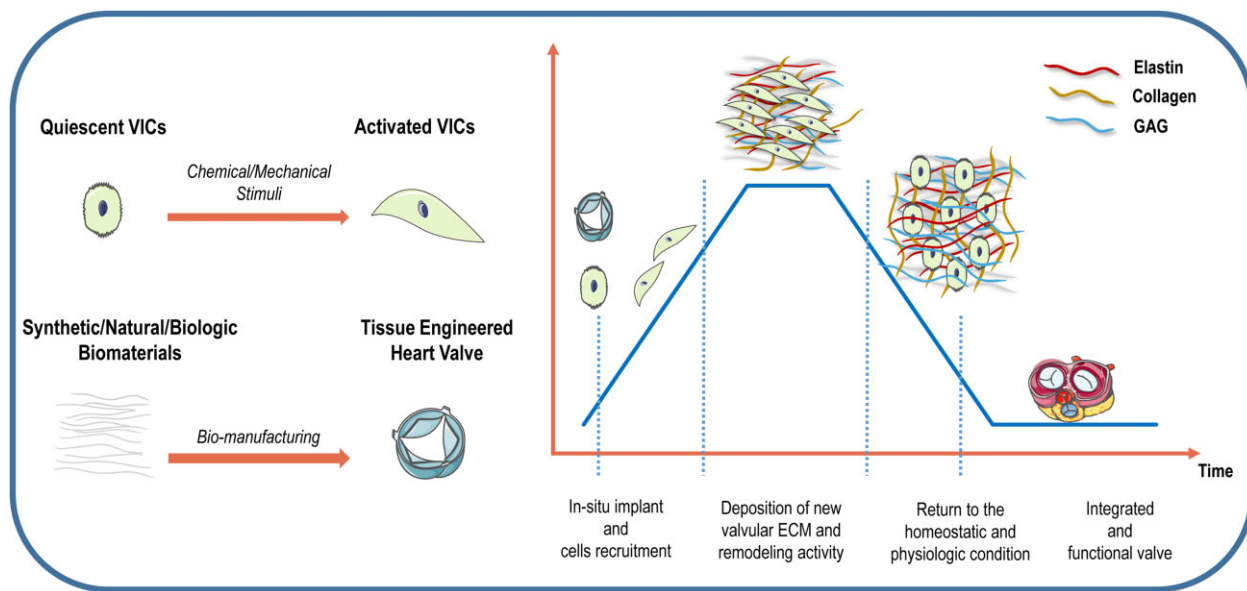 Quiescent VICs
Chemical/Mechanical
Stimuli
Activated VICs
Synthetic/Natural/Biologic
Biomaterials
Bio-manufacturing
Tissue Engineered
Heart Valve
Elastin
Collagen
GAG
Time
In-situ implant
and
cells recruitment
Deposition of new
valvular ECM and
remodeling activity
Return to the
homeostatic and
physiologic condition
Integrated
and
functional valve